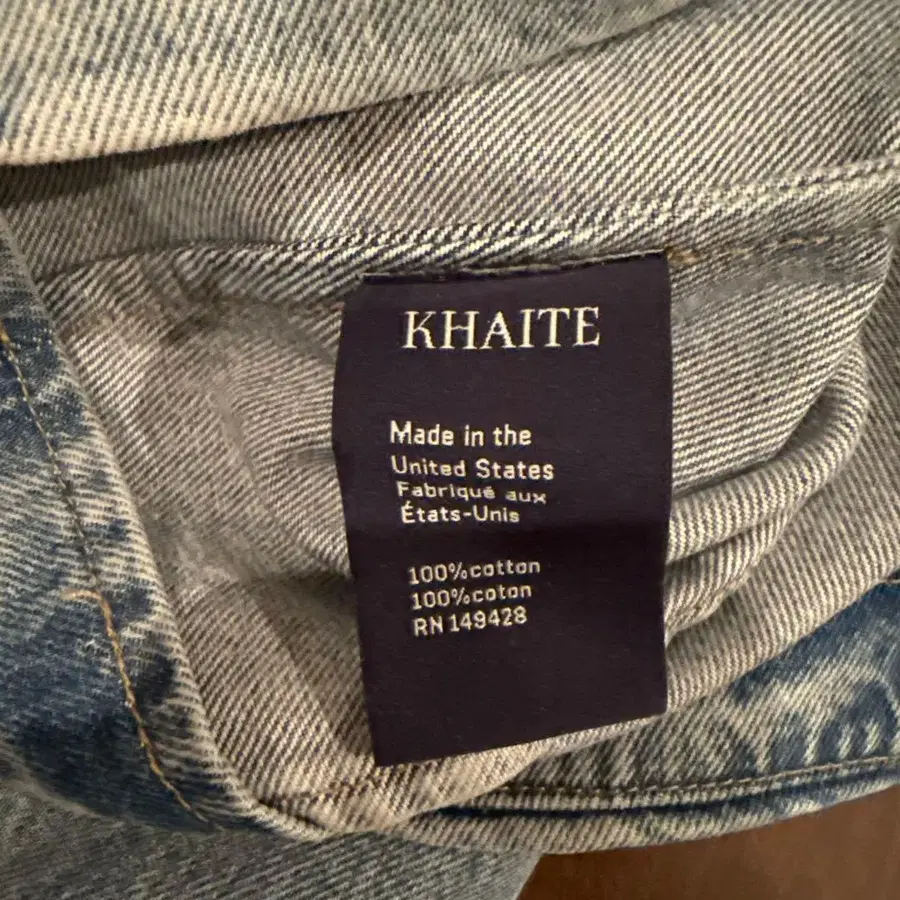 KHAITE
Made in the
United States
Fabriqué aux
États-Unis
100%cotton
100%coton
RN 149428